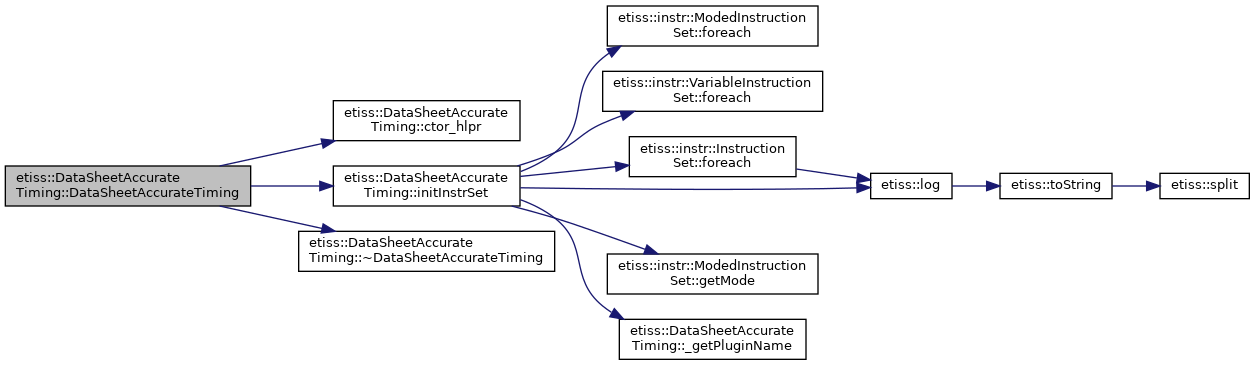 etiss::DataSheetAccurate
Timing::DataSheetAccurateTiming
etiss::DataSheetAccurate
Timing::ctor_hlpr
etiss::DataSheetAccurate
Timing::initInstrSet
etiss::DataSheetAccurate
Timing::~DataSheetAccurateTiming
etiss::instr::ModedInstruction
Set::foreach
etiss::instr::VariableInstruction
Set::foreach
etiss::instr::Instruction
Set::foreach
etiss::instr::ModedInstruction
Set::getMode
etiss::DataSheetAccurate
Timing::_getPluginName
etiss::log
etiss::toString
etiss::split